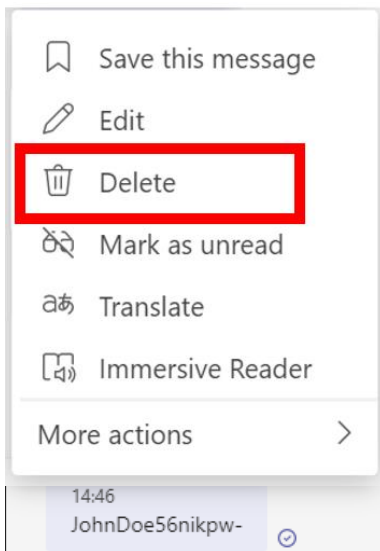 Save this message
Edit
Delete
Mark as unread
aあ Translate
Immersive Reader
More actions
14:46
JohnDoe56nikpw-